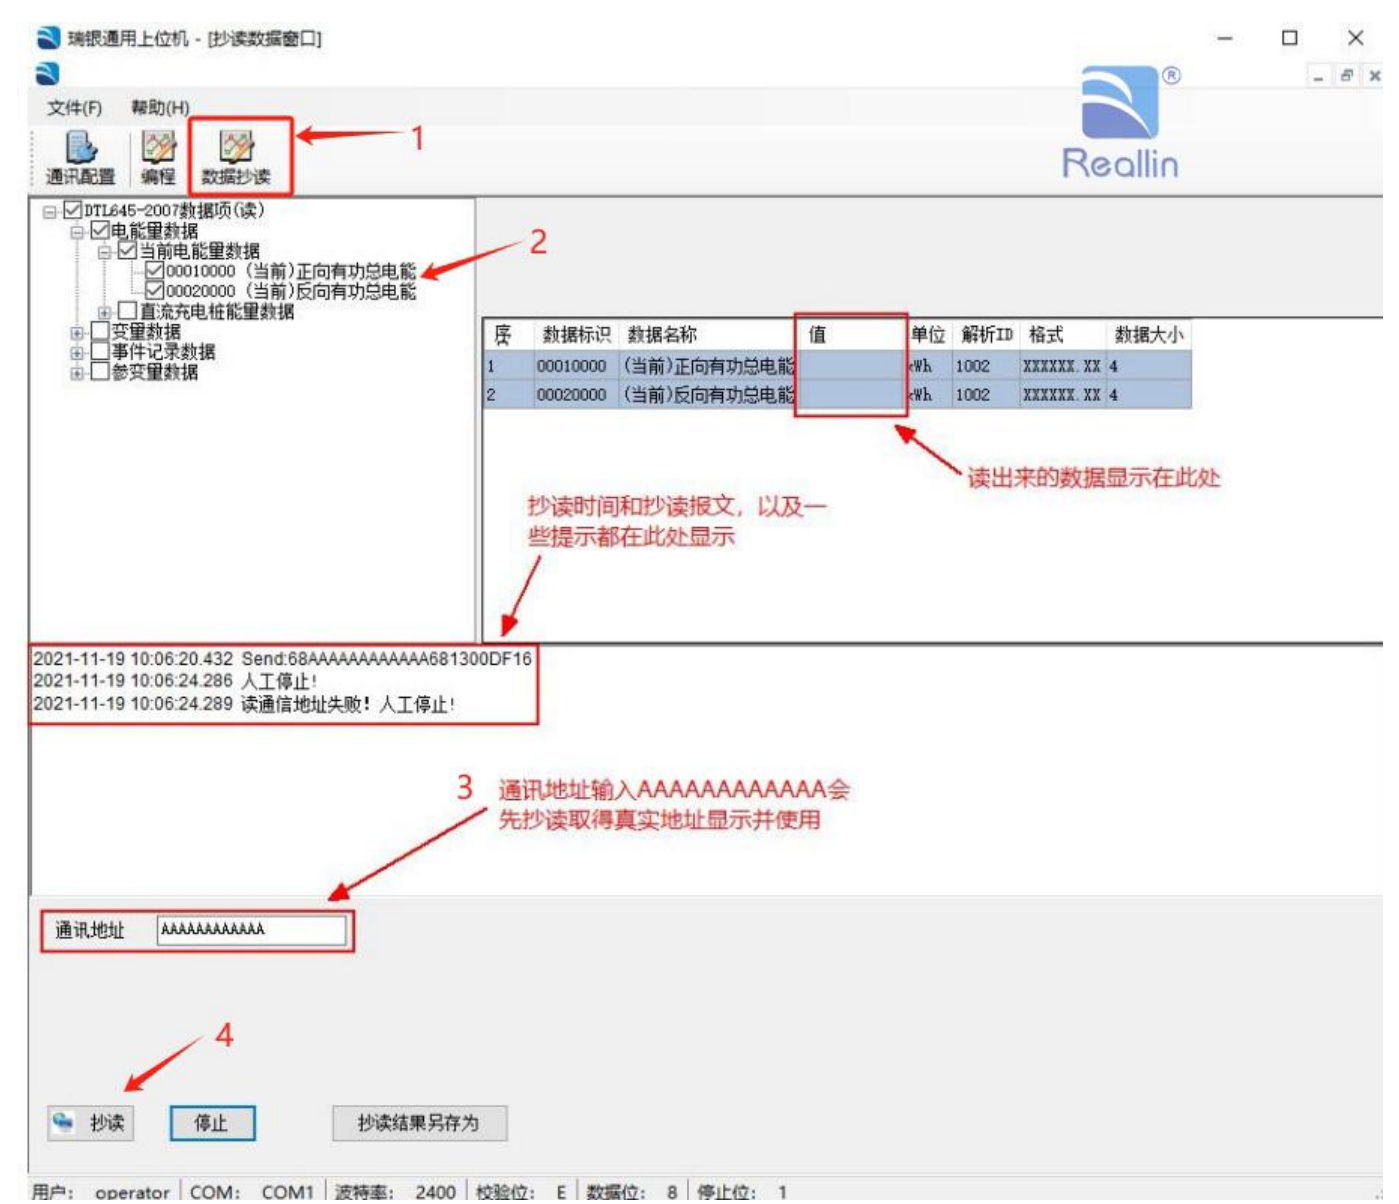 瑞银通用上位机 - [抄读数据窗口]
®
文件(F) 帮助(H)
1
Reallin
通讯配置 编程 数据抄读
DTL645-2007数据项(读)
电能量数据
当前电能量数据
00010000 (当前)正向有功总电能
00020000 (当前)反向有功总电能
直流充电桩能里数据
变里数据
事件记录数据
参变里数据
2
序 数据标识 数据名称 值 单位 解析ID 格式 数据大小
1 00010000 (当前)正向有功总电能 Wh 1002 XXXXXX.XX 4
2 00020000 (当前)反向有功总电能 Wh 1002 XXXXXX.XX 4
读出来的数据显示在此处
抄读时间和抄读报文，以及一
些提示都在此处显示
2021-11-19 10:06:20.432 Send:68AAAAAAAAAAAA681300DF16
2021-11-19 10:06:24.286 人工停止!
2021-11-19 10:06:24.289 读通信地址失败! 人工停止!
3 通讯地址输入AAAAAAAAAAAA会
先抄读取得真实地址显示并使用
通讯地址 AAAAAAAAAAAA
4
抄读 停止 抄读结果另存为
用户: operator COM: COM1 波特率: 2400 校验位: E 数据位: 8 停止位: 1